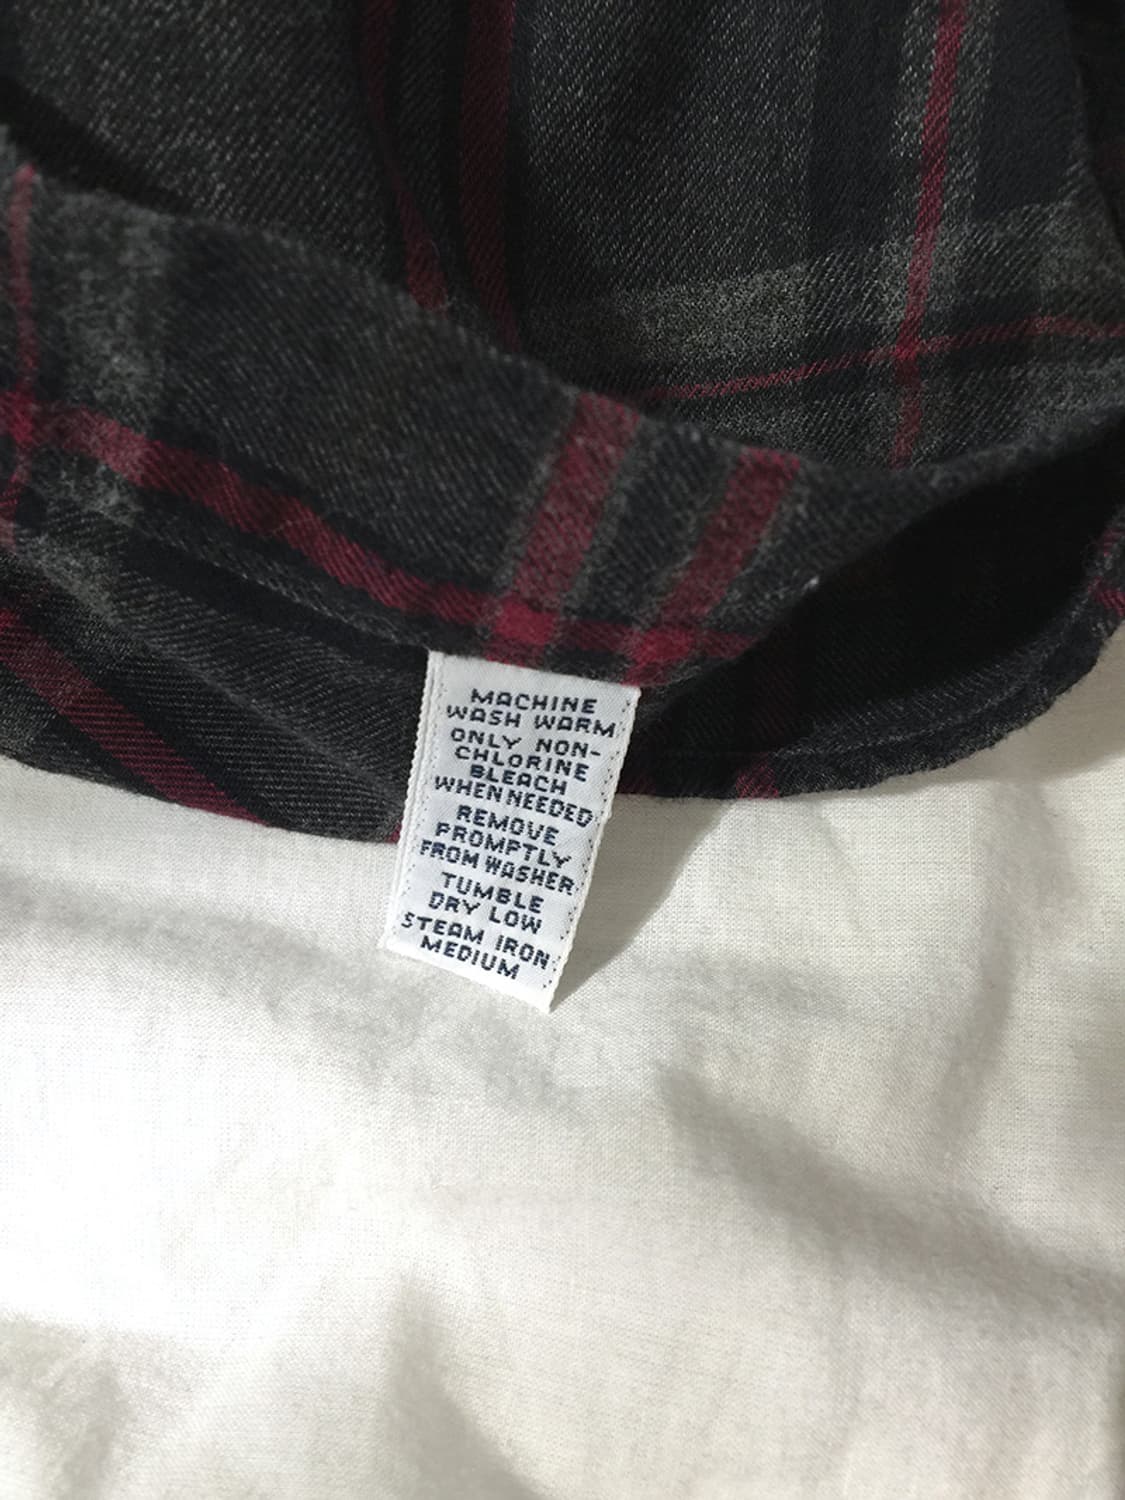 MACHINE
WASH WARM
ONLY NON-
CHLORINE
BLEACH
WHEN NEEDED
REMOVE
PROMPTLY
FROM WASHER
TUMBLE
DRY LOW
STEAM IRON
MEDIUM